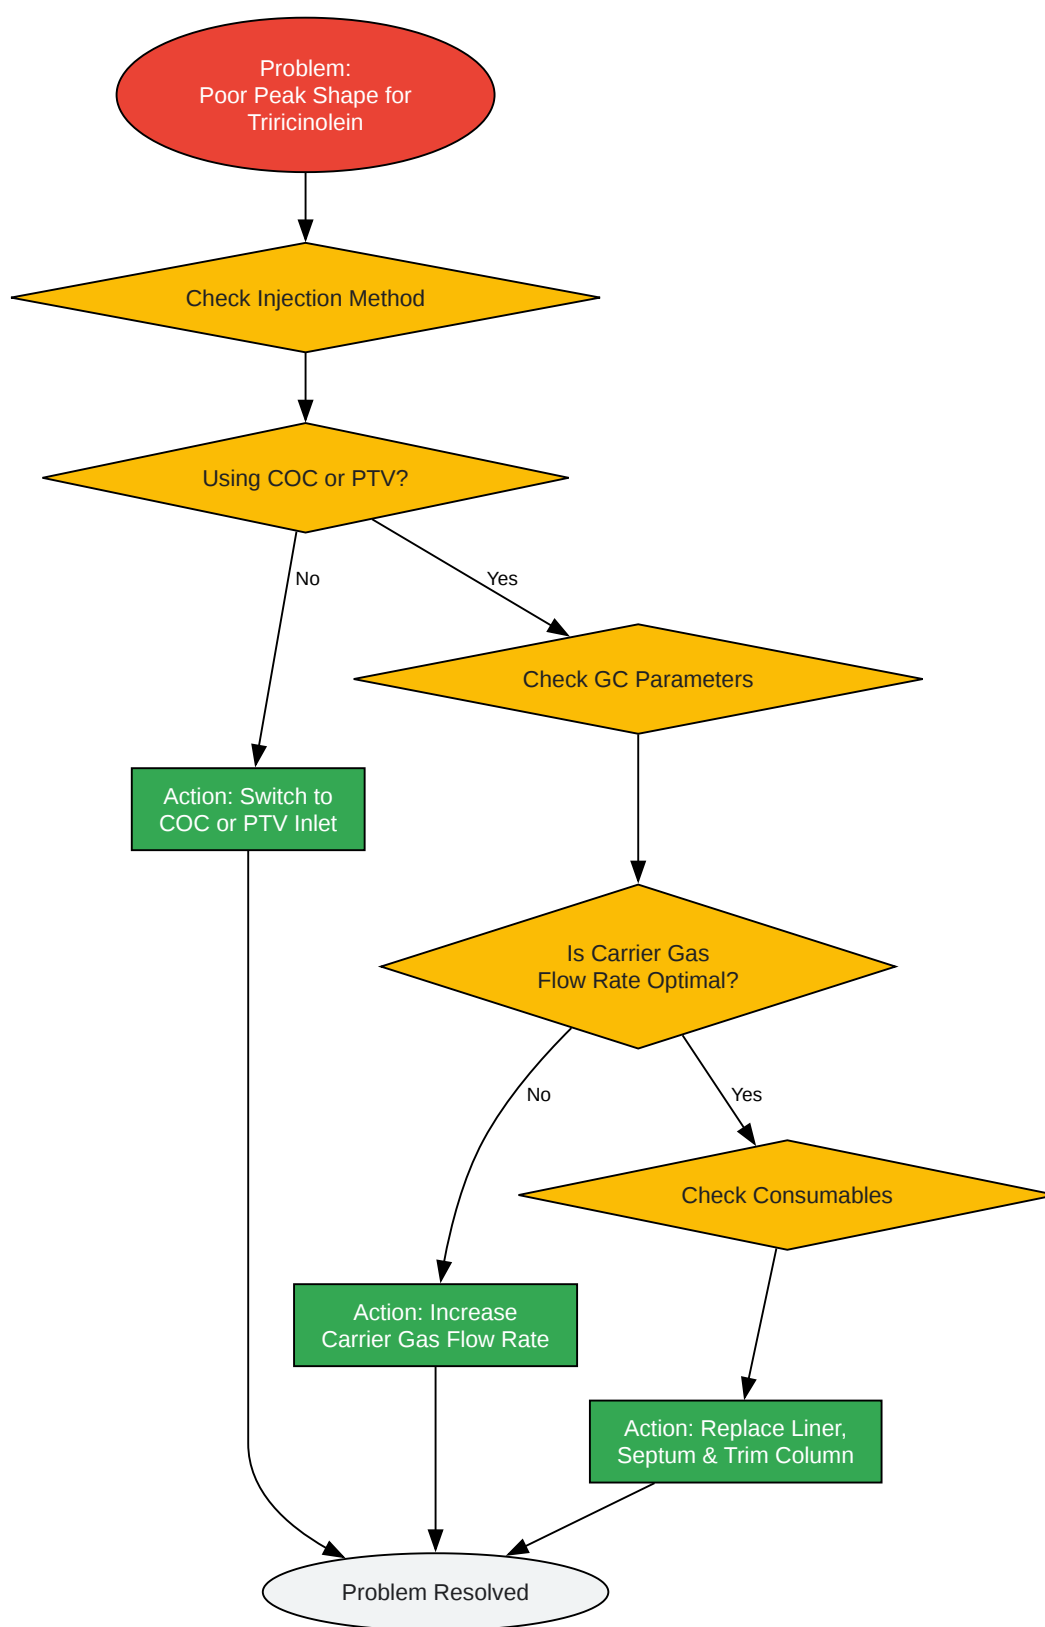 Problem:
Poor Peak Shape for
Triricinolein
Check Injection Method
Using COC or PTV?
No
Yes
Check GC Parameters
Action: Switch to
COC or PTV Inlet
Is Carrier Gas
Flow Rate Optimal?
No
Yes
Check Consumables
Action: Increase
Carrier Gas Flow Rate
Action: Replace Liner,
Septum & Trim Column
Problem Resolved